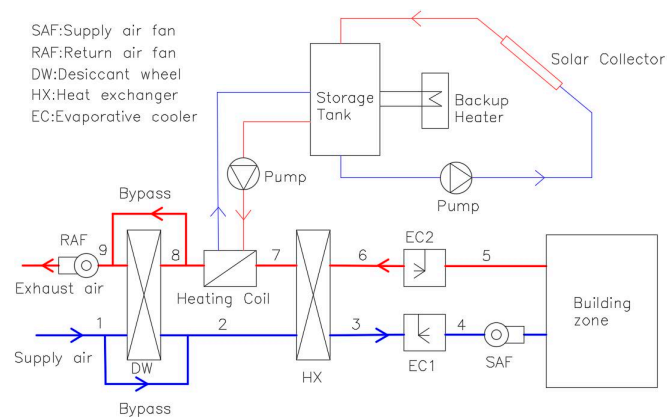 SAF:Supply air fan
RAF:Return air fan
DW:Desiccant wheel
HX:Heat exchanger
EC:Evaporative cooler
Solar Collector
Storage
Tank
Backup
Heater
Pump
Pump
Bypass
RAF
9
8
7
6
EC2
5
Exhaust air
Heating Coil
Building
zone
1
2
3
4
Supply air
DW
HX
EC1
SAF
Bypass